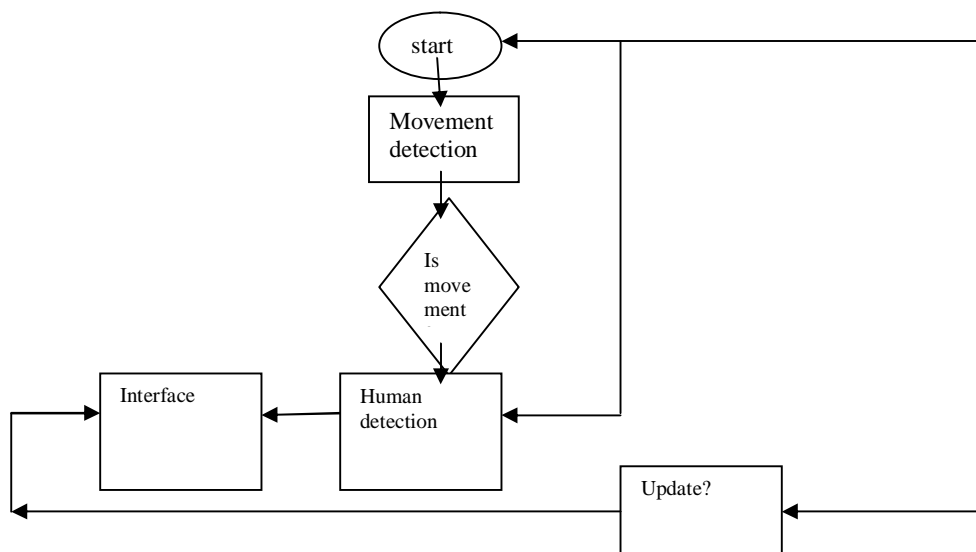 start
Movement
detection
Is
move
ment
Interface
Human
detection
Update?